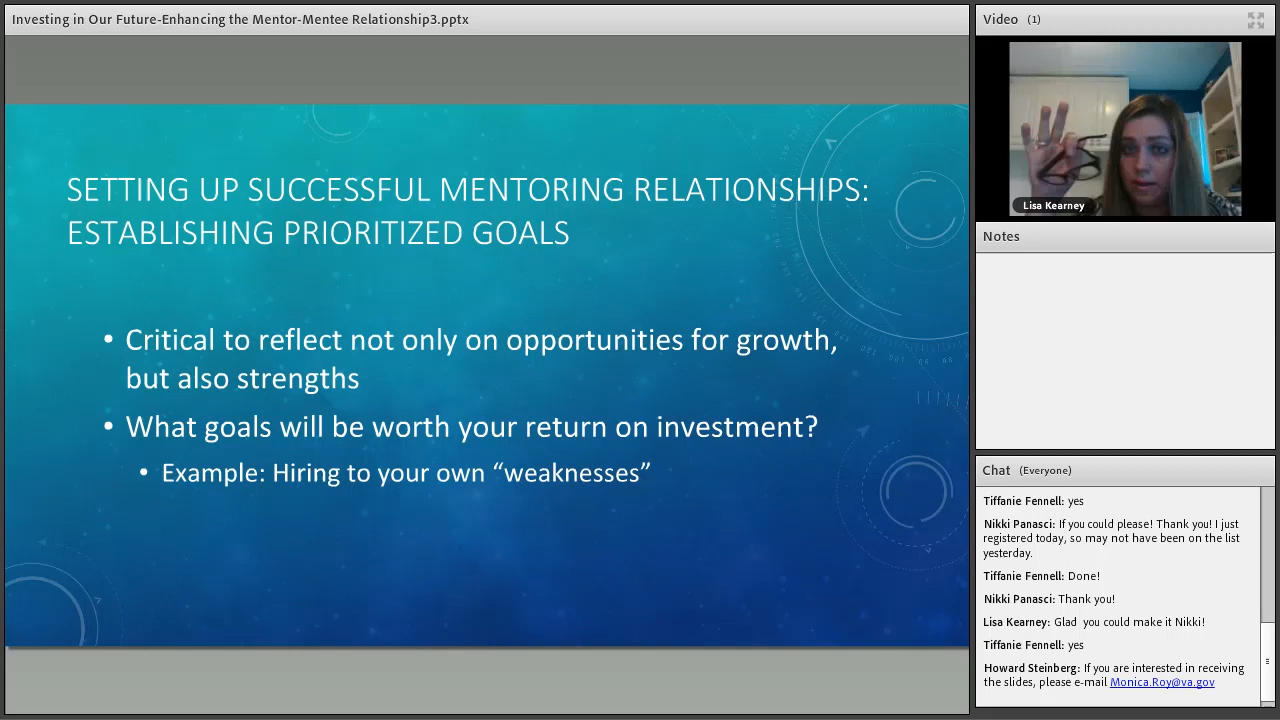 Investing in Our Future-Enhancing the Mentor-Mentee Relationship3.pptx
SETTING UP SUCCESSFUL MENTORING RELATIONSHIPS:
ESTABLISHING PRIORITIZED GOALS
• Critical to reflect not only on opportunities for growth,
but also strengths
• What goals will be worth your return on investment?
• Example: Hiring to your own “weaknesses”
Video (1)
Lisa Kearney
Notes
Chat (Everyone)
Tiffanie Fennell: yes
Nikki Panasci: If you could please! Thank you! I just
registered today, so may not have been on the list
yesterday.
Tiffanie Fennell: Done!
Nikki Panasci: Thank you!
Lisa Kearney: Glad  you could make it Nikki!
Tiffanie Fennell: yes
Howard Steinberg: If you are interested in receiving
the slides, please e-mail Monica.Roy@va.gov